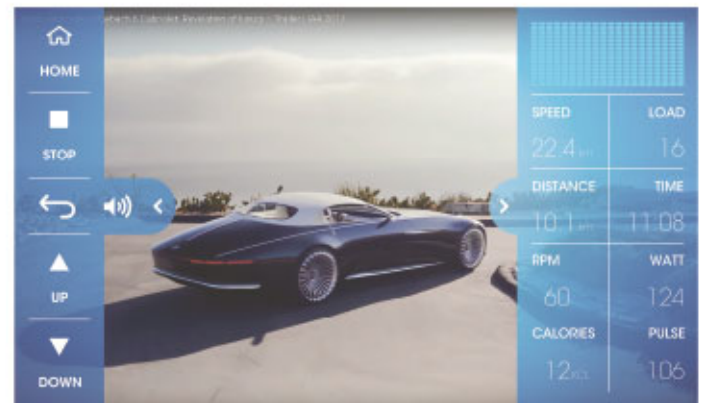 HOME
STOP
UP
DOWN
SPEED LOAD
22.4 16
DISTANCE TIME
10.1 11:08
RPM WATT
60 124
CALORIES PULSE
12 106